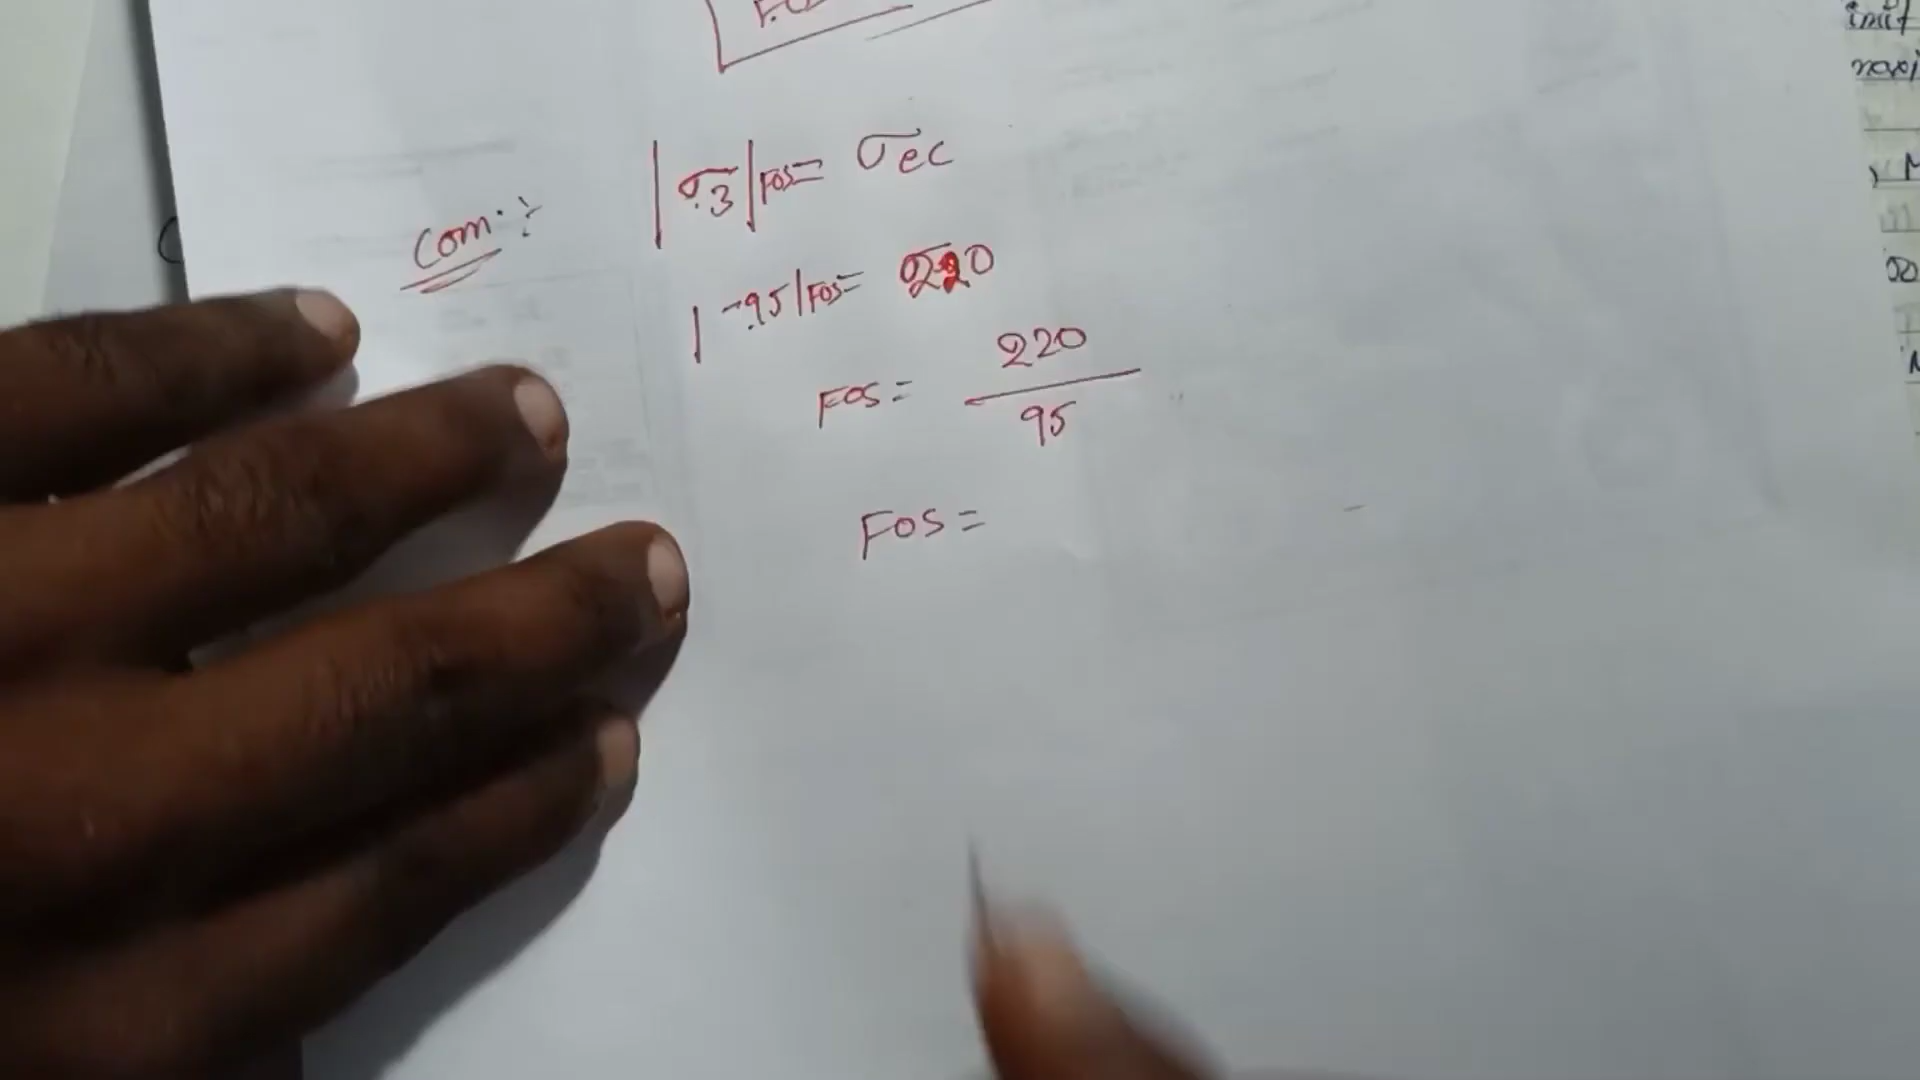 Com:-
|σ3|FOS= σec
|-95|FOS= 220
FOS= 220/95
FOS=